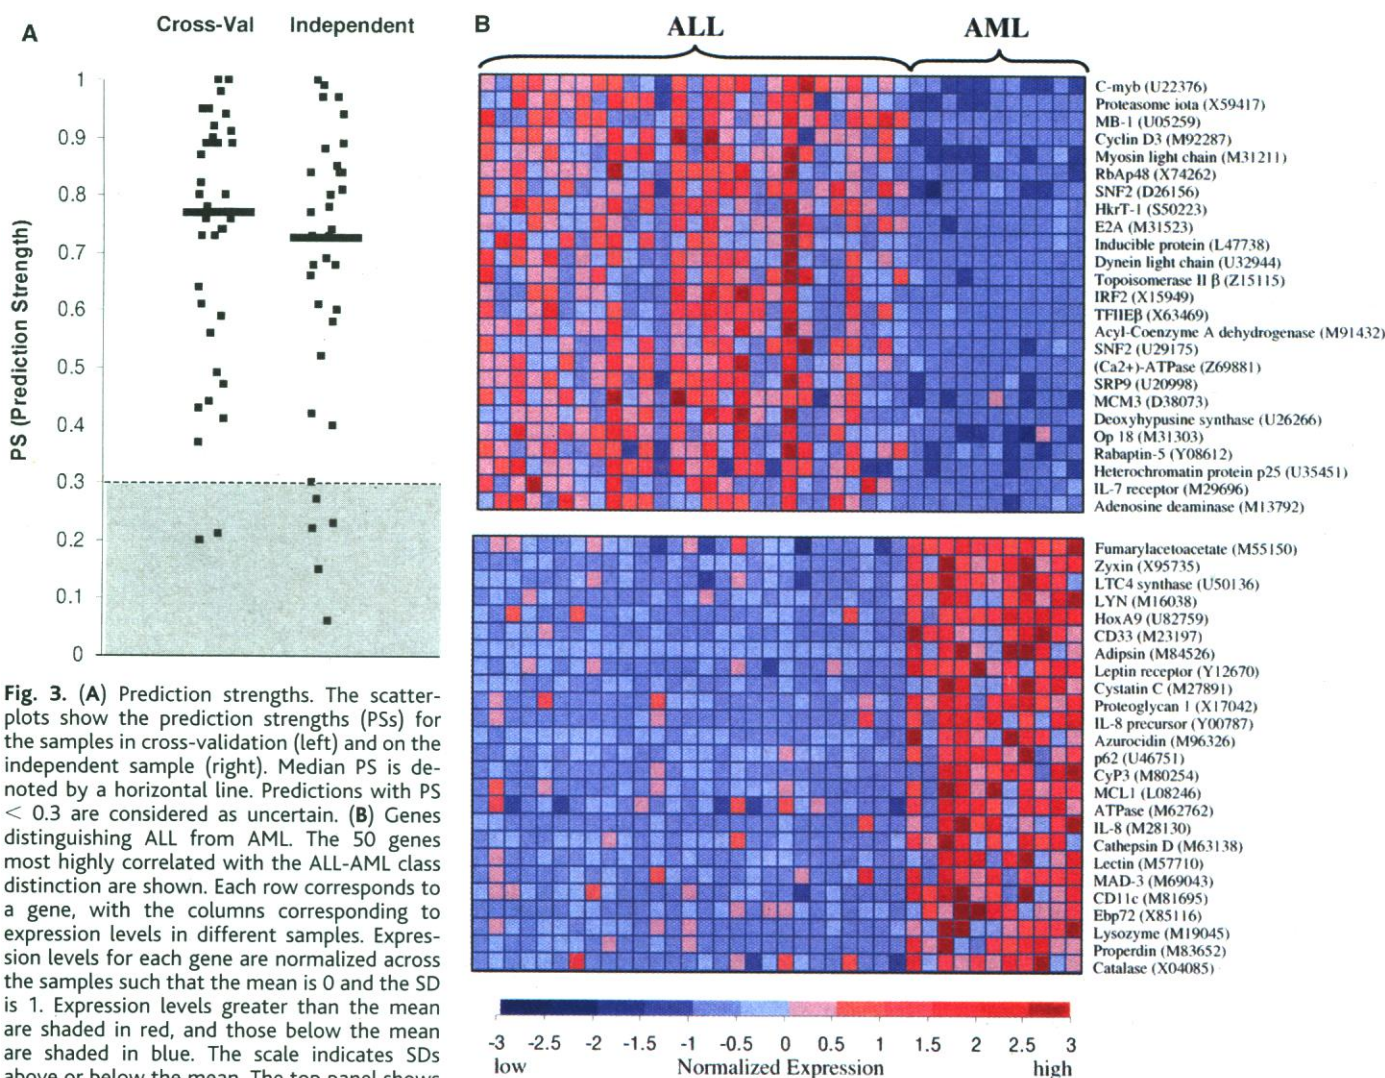 A
Cross-Val
Independent
1
0.9
0.8
0.7
0.6
0.5
0.4
0.3
0.2
0.1
0
PS (Prediction Strength)
Fig. 3. (A) Prediction strengths. The scatter-
plots show the prediction strengths (PSs) for
the samples in cross-validation (left) and on the
independent sample (right). Median PS is de-
noted by a horizontal line. Predictions with PS
< 0.3 are considered as uncertain. (B) Genes
distinguishing ALL from AML. The 50 genes
most highly correlated with the ALL-AML class
distinction are shown. Each row corresponds to
a gene, with the columns corresponding to
expression levels in different samples. Expres-
sion levels for each gene are normalized across
the samples such that the mean is 0 and the SD
is 1. Expression levels greater than the mean
are shaded in red, and those below the mean
are shaded in blue. The scale indicates SDs
above or below the mean. The top panel shows
B
ALL
AML
C-myb (U22376)
Proteasome iota (X59417)
MB-1 (U05259)
Cyclin D3 (M92287)
Myosin light chain (M31211)
RbAp48 (X74262)
SNF2 (D26156)
HkrT-1 (S50223)
E2A (M31523)
Inducible protein (L47738)
Dynein light chain (U32944)
Topoisomerase II β (Z15115)
IRF2 (X15949)
TFIIEβ (X63469)
Acyl-Coenzyme A dehydrogenase (M91432)
SNF2 (U29175)
(Ca2+)-ATPase (Z69881)
SRP9 (U20998)
MCM3 (D38073)
Deoxyhypusine synthase (U26266)
Op 18 (M31303)
Rabaptin-5 (Y08612)
Heterochromatin protein p25 (U35451)
IL-7 receptor (M29696)
Adenosine deaminase (M13792)
Fumarylacetoacetate (M55150)
Zyxin (X95735)
LTC4 synthase (U50136)
LYN (M16038)
HoxA9 (U82759)
CD33 (M23197)
Adipsin (M84526)
Leptin receptor (Y12670)
Cystatin C (M27891)
Proteoglycan 1 (X17042)
IL-8 precursor (Y00787)
Azurocidin (M96326)
p62 (U46751)
CyP3 (M80254)
MCL1 (L08246)
ATPase (M62762)
IL-8 (M28130)
Cathepsin D (M63138)
Lectin (M57710)
MAD-3 (M69043)
CD11c (M81695)
Ebp72 (X85116)
Lysozyme (M19045)
Properdin (M83652)
Catalase (X04085)
-3 -2.5 -2 -1.5 -1 -0.5 0 0.5 1 1.5 2 2.5 3
low Normalized Expression high